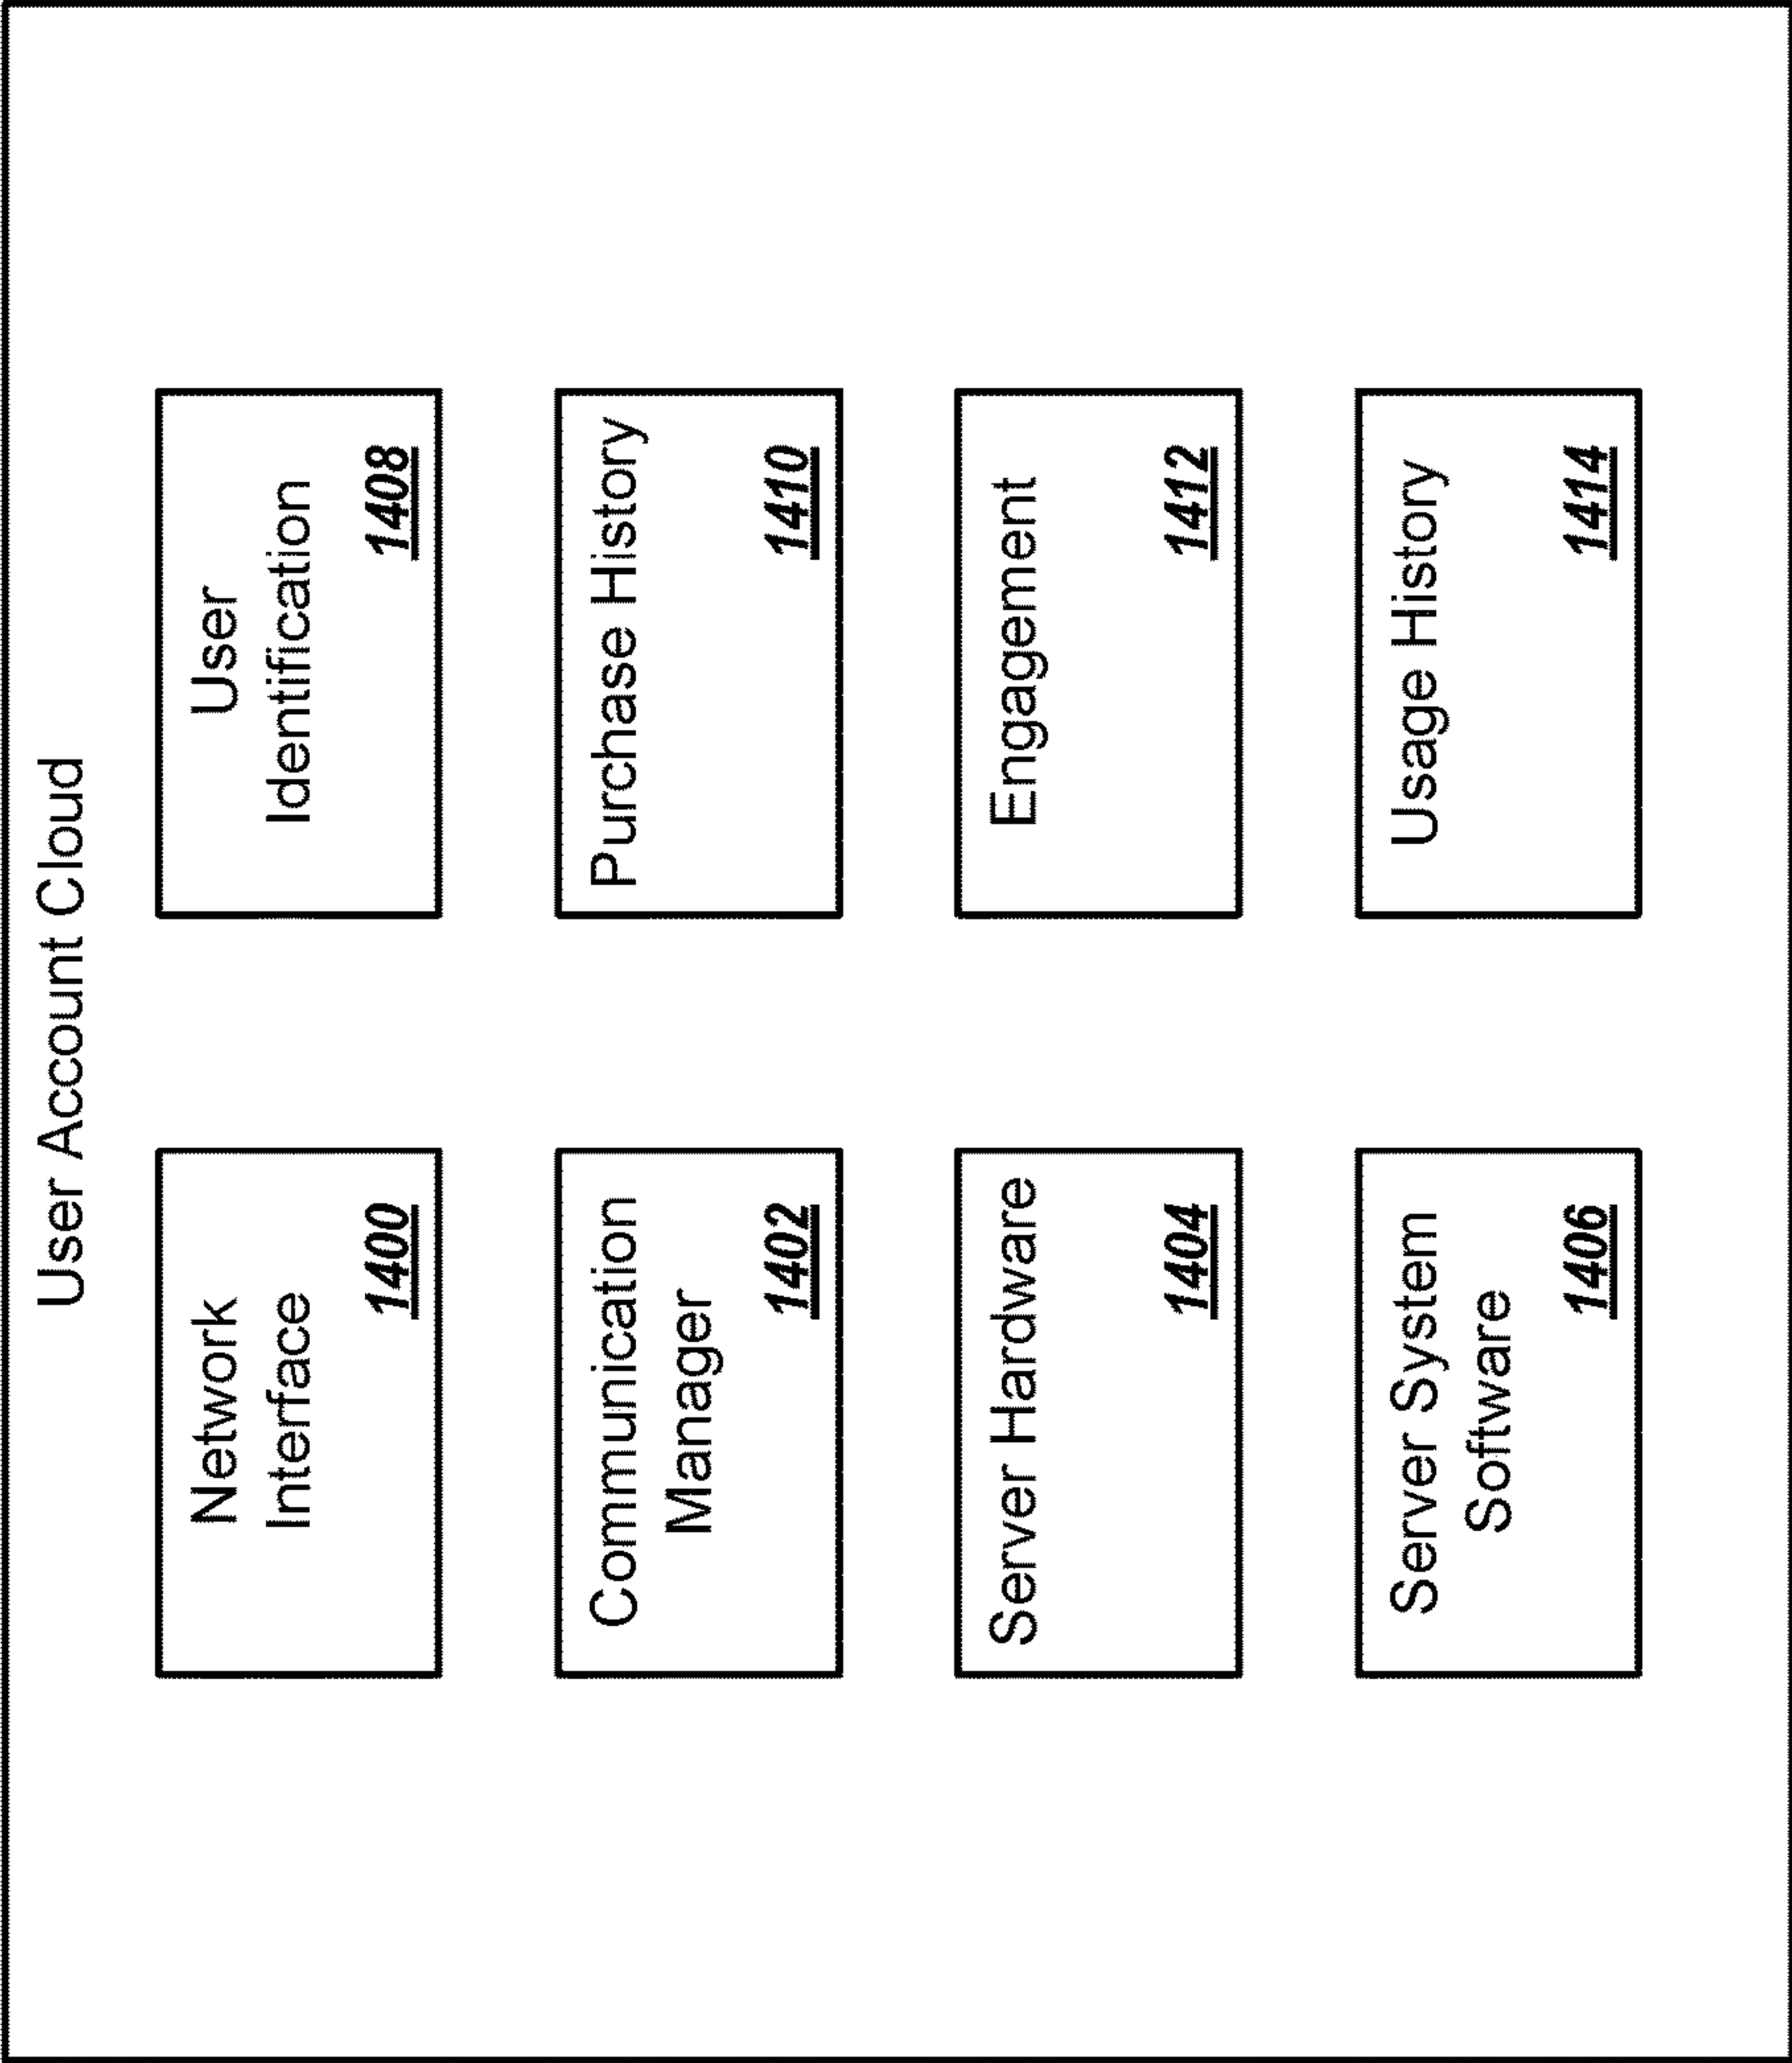 User Account Cloud
Network
Interface
1400
User
Identification
1408
Communication
Manager
1402
Purchase History
1410
Server Hardware
1404
Engagement
1412
Server System
Software
1406
Usage History
1414